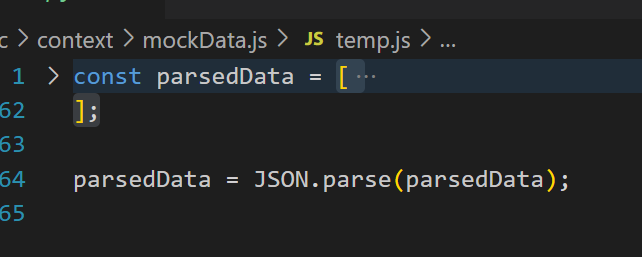 c > context > mockData.js > JS temp.js > ...
1 > const parsedData = [ ...
62 ];
63
64 parsedData = JSON.parse(parsedData);
65